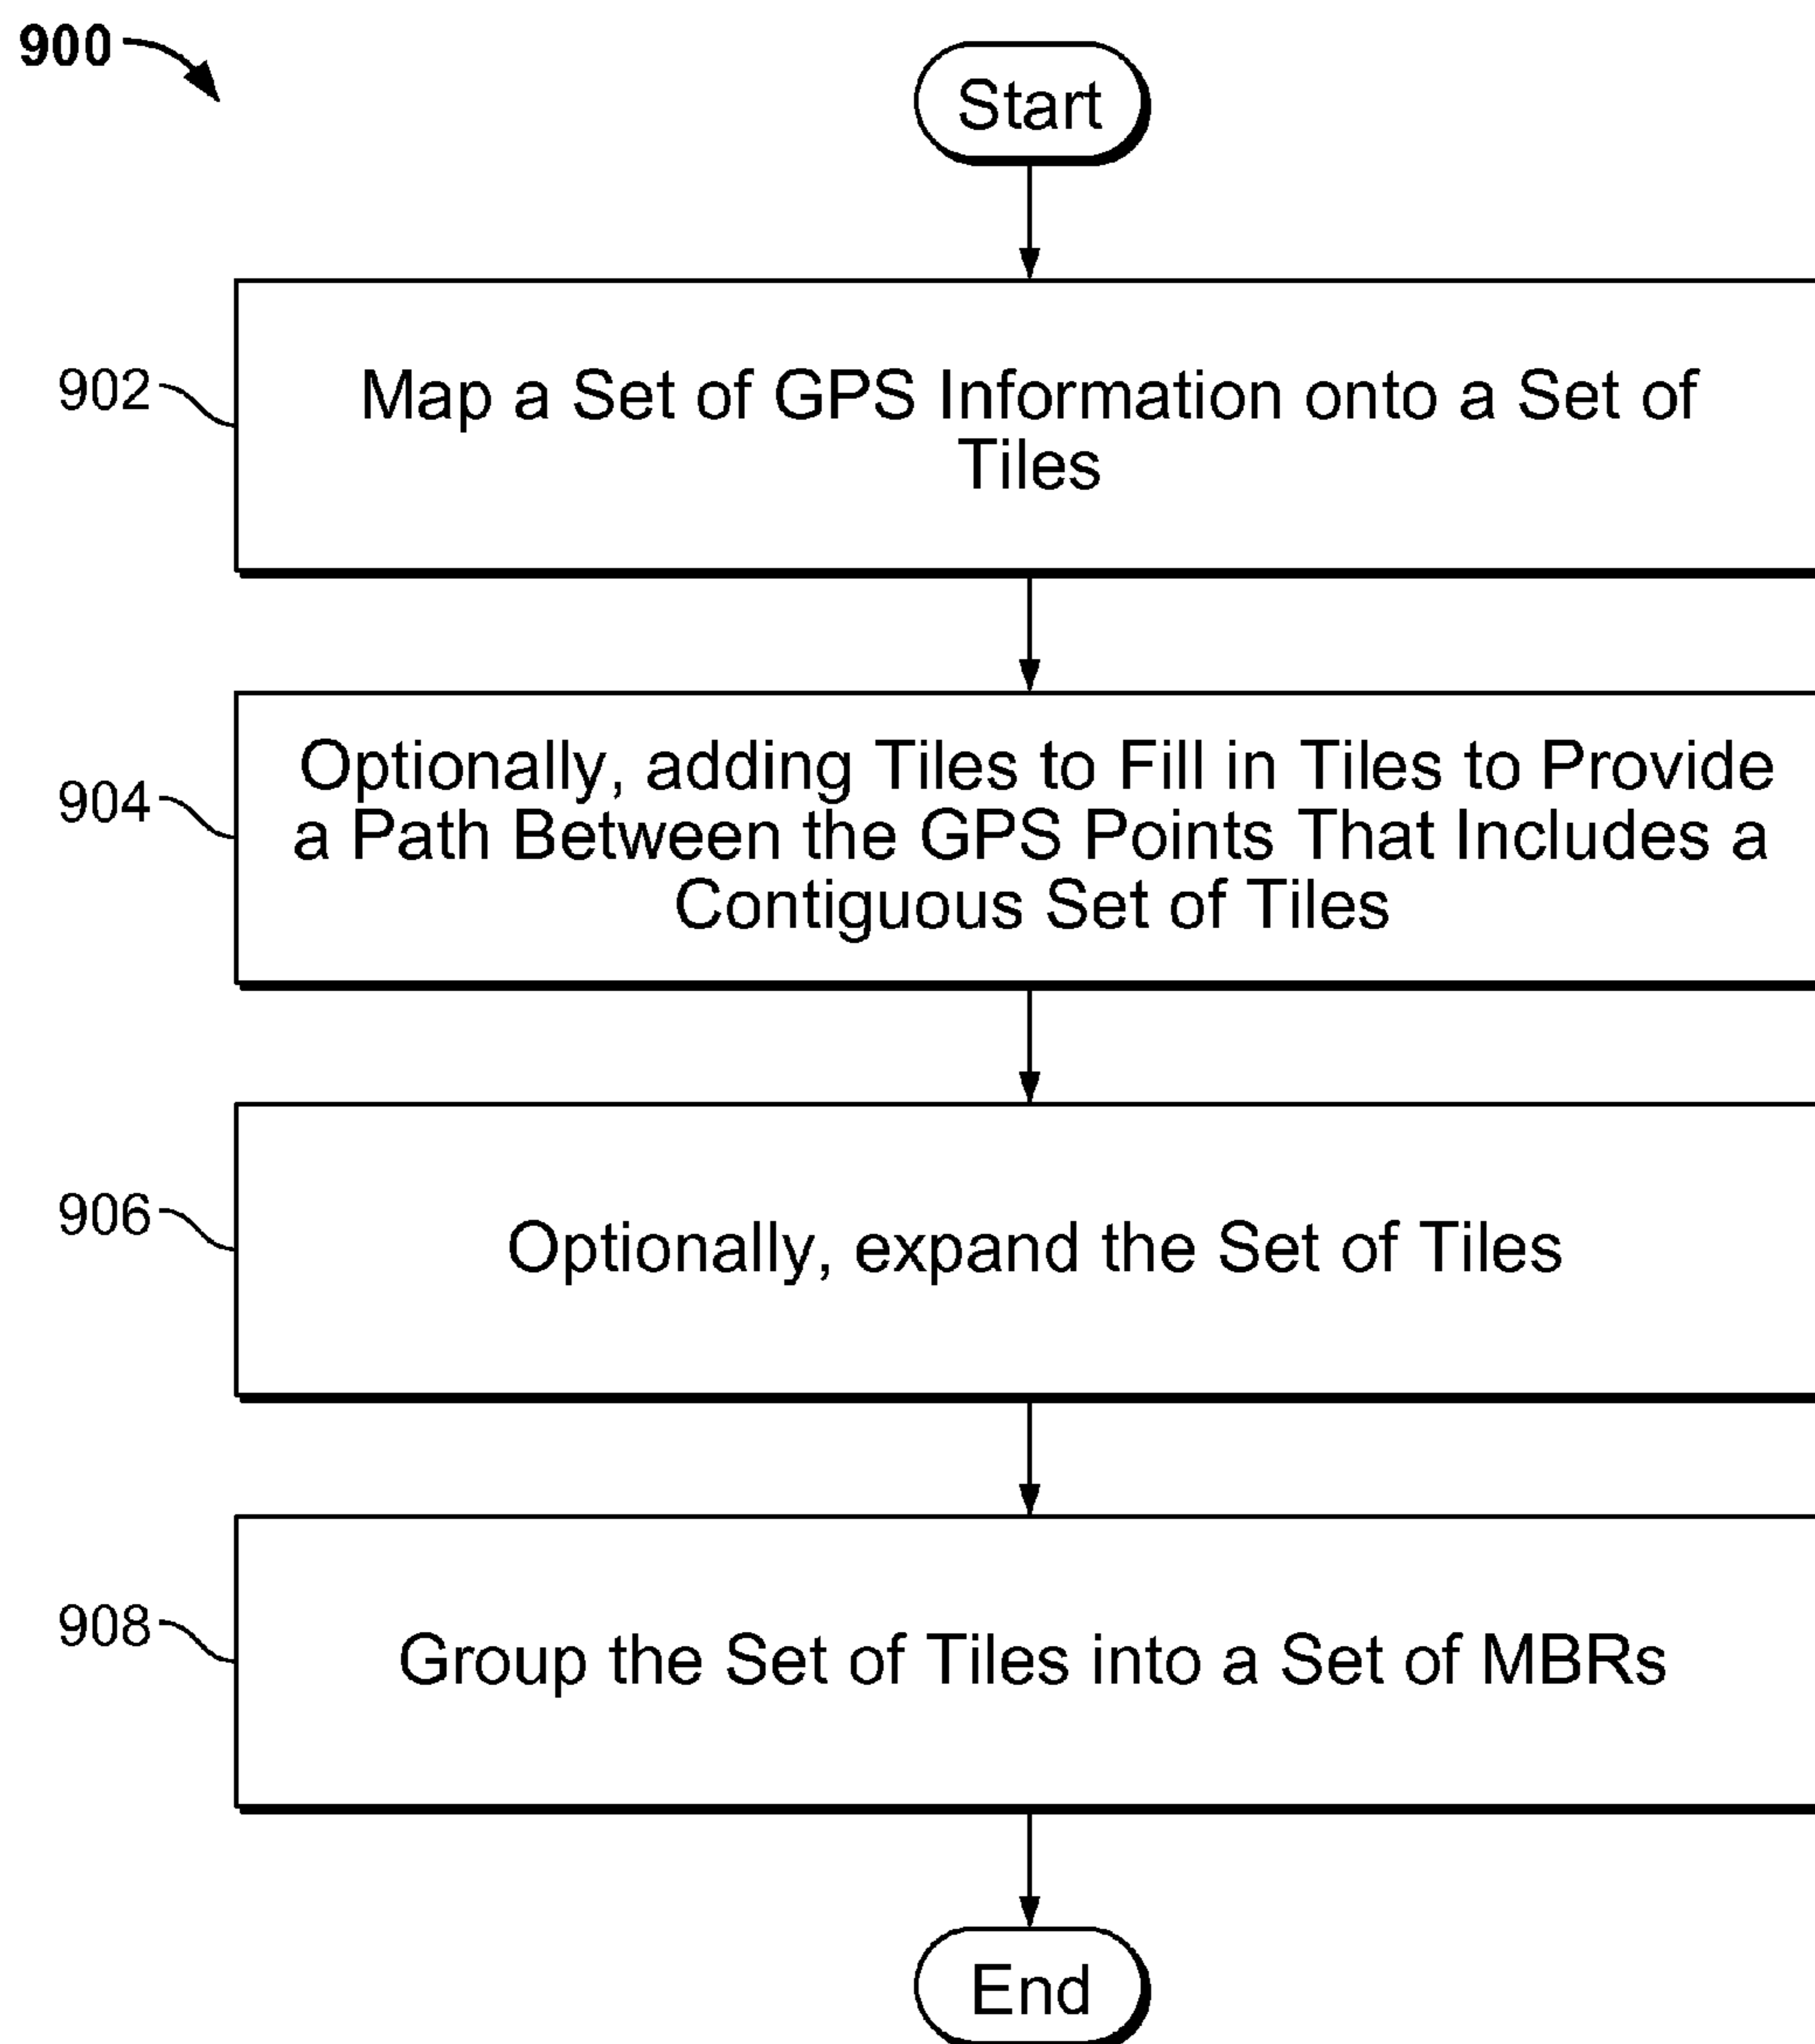 900
Start
902
Map a Set of GPS Information onto a Set of
Tiles
904
Optionally, adding Tiles to Fill in Tiles to Provide
a Path Between the GPS Points That Includes a
Contiguous Set of Tiles
906
Optionally, expand the Set of Tiles
908
Group the Set of Tiles into a Set of MBRs
End